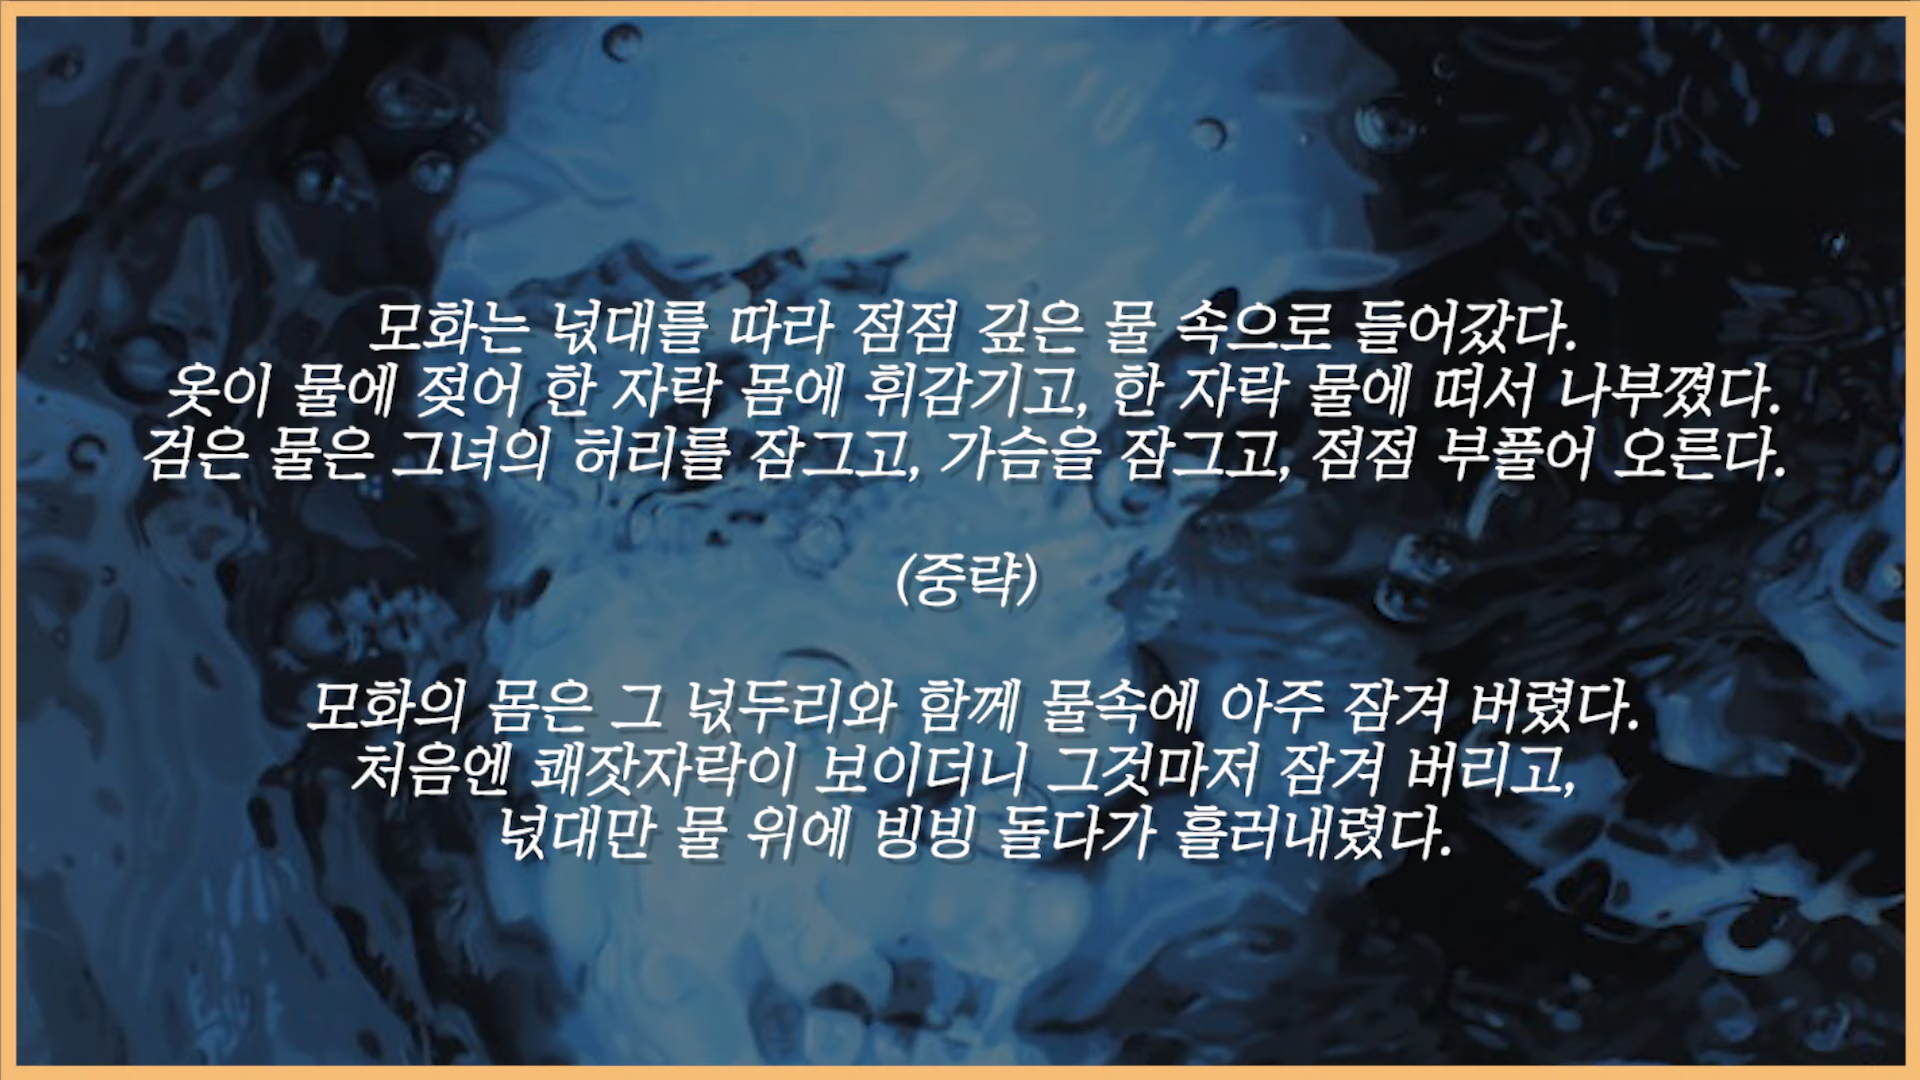 모화는 넋대를 따라 점점 깊은 물 속으로 들어갔다.
옷이 물에 젖어 한 자락 몸에 휘감기고, 한 자락 물에 떠서 나부꼈다.
검은 물은 그녀의 허리를 잠그고, 가슴을 잠그고, 점점 부풀어 오른다.
(중략)
모화의 몸은 그 넋두리와 함께 물속에 아주 잠겨 버렸다.
처음엔 쾌잣자락이 보이더니 그것마저 잠겨 버리고,
넋대만 물 위에 빙빙 돌다가 흘러내렸다.